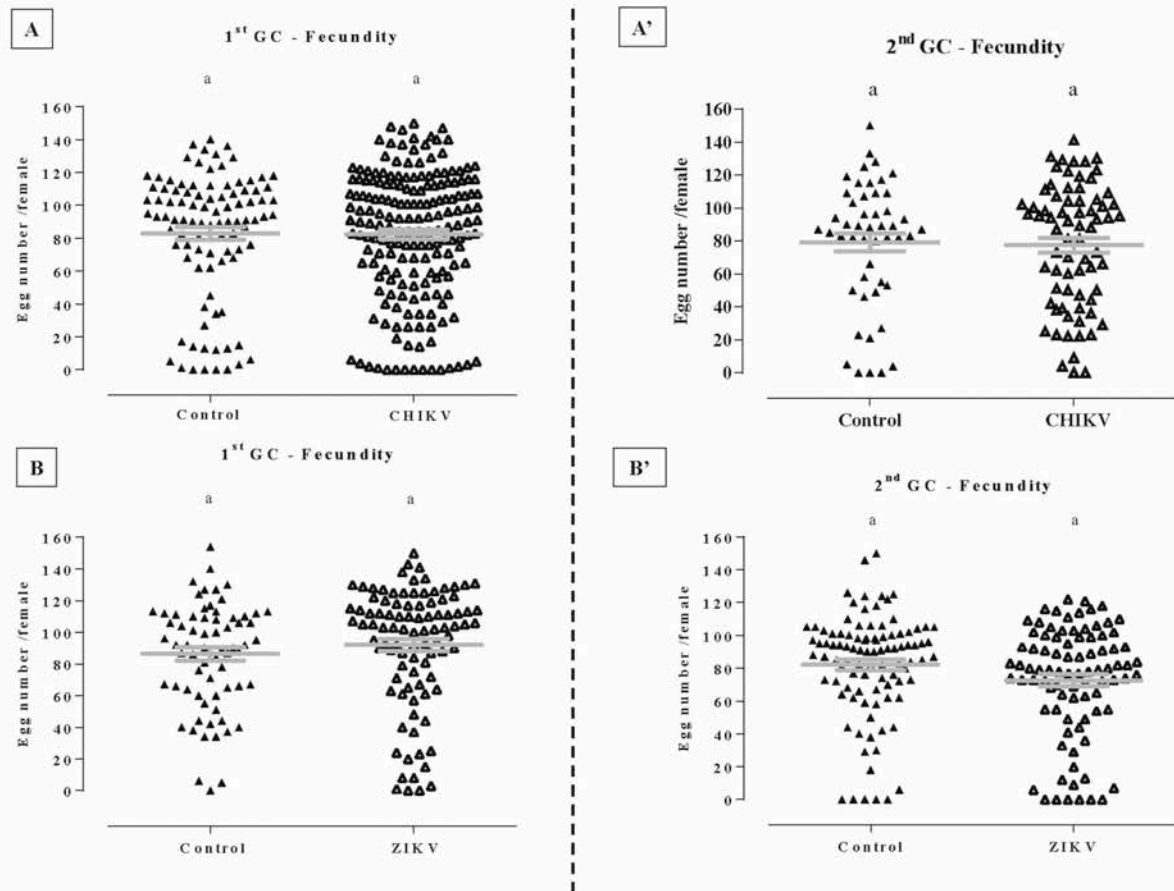 A
1st GC - Fecundity
a a
Egg number /female
160
140
120
100
80
60
40
20
0
Control CHIKV
A’
2nd GC - Fecundity
a a
Egg number /female
160
140
120
100
80
60
40
20
0
Control CHIKV
B
1st GC - Fecundity
a a
Egg number /female
160
140
120
100
80
60
40
20
0
Control ZIKV
B’
2nd GC - Fecundity
a a
Egg number /female
160
140
120
100
80
60
40
20
0
Control ZIKV